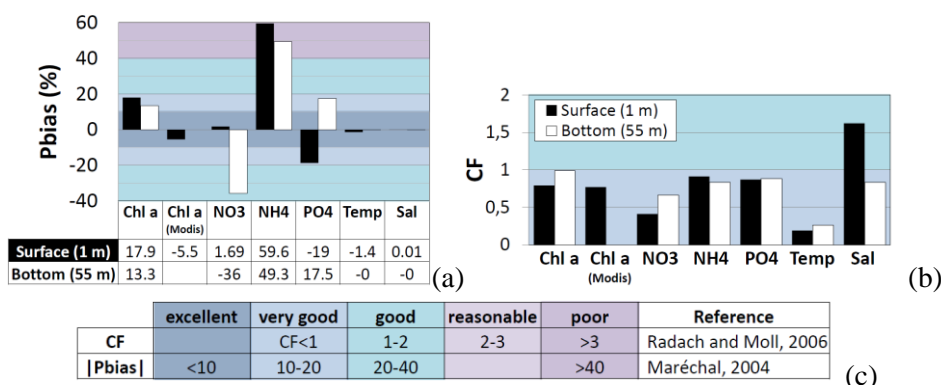 60
40
20
0
-20
-40
Pbias (%)
Chl a Chl a (Modis) NO3 NH4 PO4 Temp Sal
Surface (1 m) 17.9 -5.5 1.69 59.6 -19 -1.4 0.01
Bottom (55 m) 13.3 -36 49.3 17.5 -0 -0
(a)
2
1,5
1
0,5
0
CF
Surface (1 m)
Bottom (55 m)
Chl a Chl a (Modis) NO3 NH4 PO4 Temp Sal
(b)
excellent very good good reasonable poor Reference
CF CF<1 1-2 2-3 >3 Radach and Moll, 2006
|Pbias| <10 10-20 20-40 >40 Maréchal, 2004
(c)